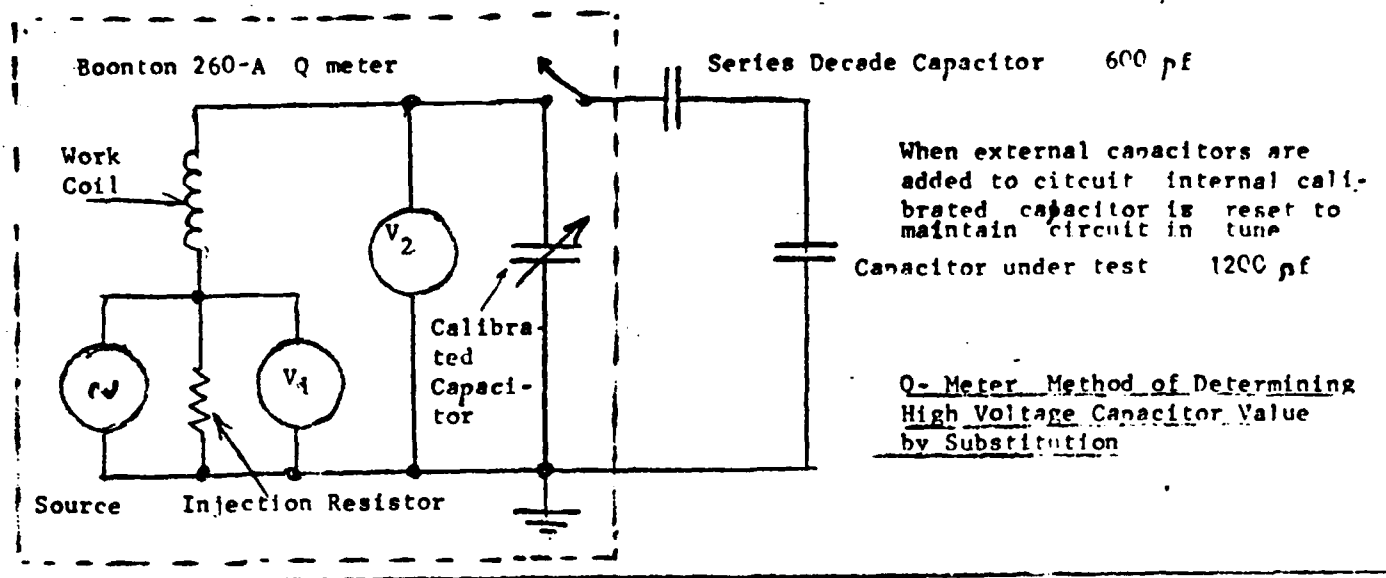 Boonton 260-A Q meter
Series Decade Capacitor 600 pf
Work
Coil
When external capacitors are
added to citcuit internal cali-
brated capacitor is reset to
maintain circuit in tune
V2
Capacitor under test 1200 pf
Calibra-
ted
Capaci-
tor
V1
Q- Meter Method of Determining
High Voltage Capacitor Value
by Substitution
Source
Injection Resistor